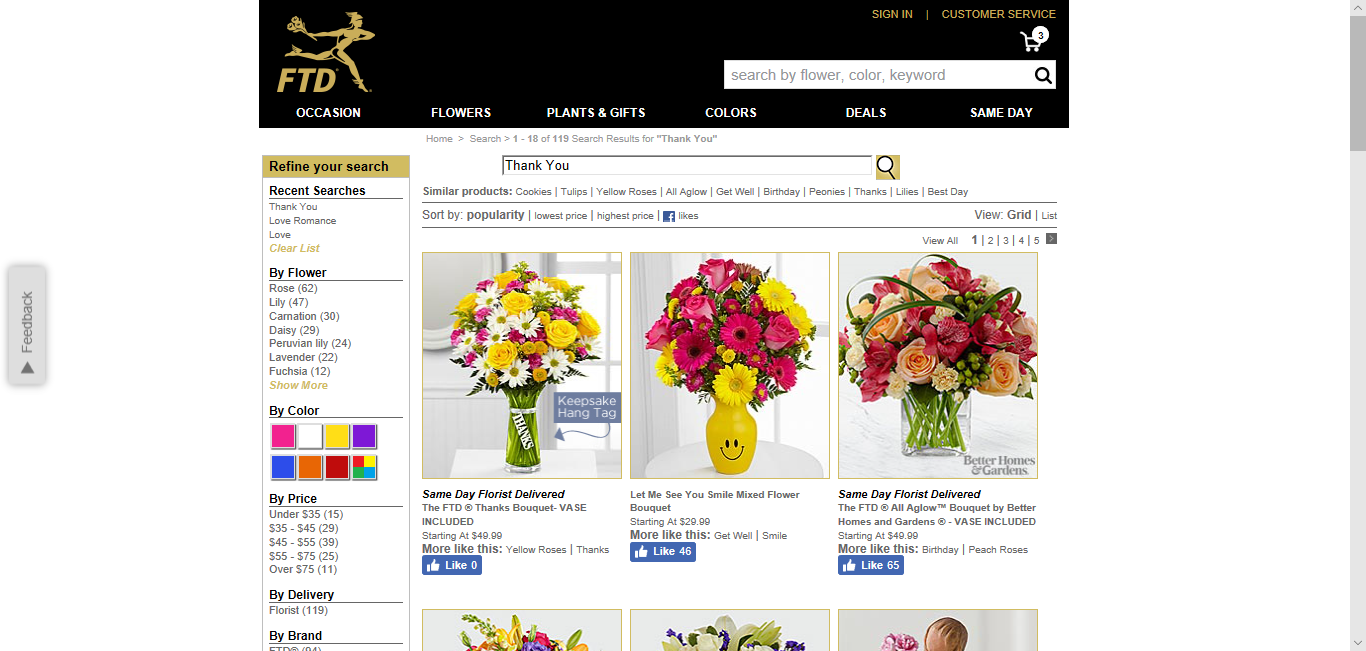 SIGN IN | CUSTOMER SERVICE
3
FTD
search by flower, color, keyword
OCCASION FLOWERS PLANTS & GIFTS COLORS DEALS SAME DAY
Home > Search > 1 - 18 of 119 Search Results for "Thank You"
Refine your search
Recent Searches
Thank You
Love Romance
Love
Clear List
By Flower
Rose (62)
Lily (47)
Carnation (30)
Daisy (29)
Peruvian lily (24)
Lavender (22)
Fuchsia (12)
Show More
By Color
By Price
Under $35 (15)
$35 - $45 (29)
$45 - $55 (39)
$55 - $75 (25)
Over $75 (11)
By Delivery
Florist (119)
By Brand
FTD® (94)
Feedback
Thank You
Similar products: Cookies | Tulips | Yellow Roses | All Aglow | Get Well | Birthday | Peonies | Thanks | Lilies | Best Day
Sort by: popularity | lowest price | highest price | f likes
View: Grid | List
View All 1 | 2 | 3 | 4 | 5 >
THANKS
Keepsake
Hang Tag
Same Day Florist Delivered
The FTD ® Thanks Bouquet- VASE
INCLUDED
Starting At $49.99
More like this: Yellow Roses | Thanks
Like 0
Let Me See You Smile Mixed Flower
Bouquet
Starting At $29.99
More like this: Get Well | Smile
Like 46
Better Homes
& Gardens.
Same Day Florist Delivered
The FTD ® All Aglow™ Bouquet by Better
Homes and Gardens ® - VASE INCLUDED
Starting At $49.99
More like this: Birthday | Peach Roses
Like 65